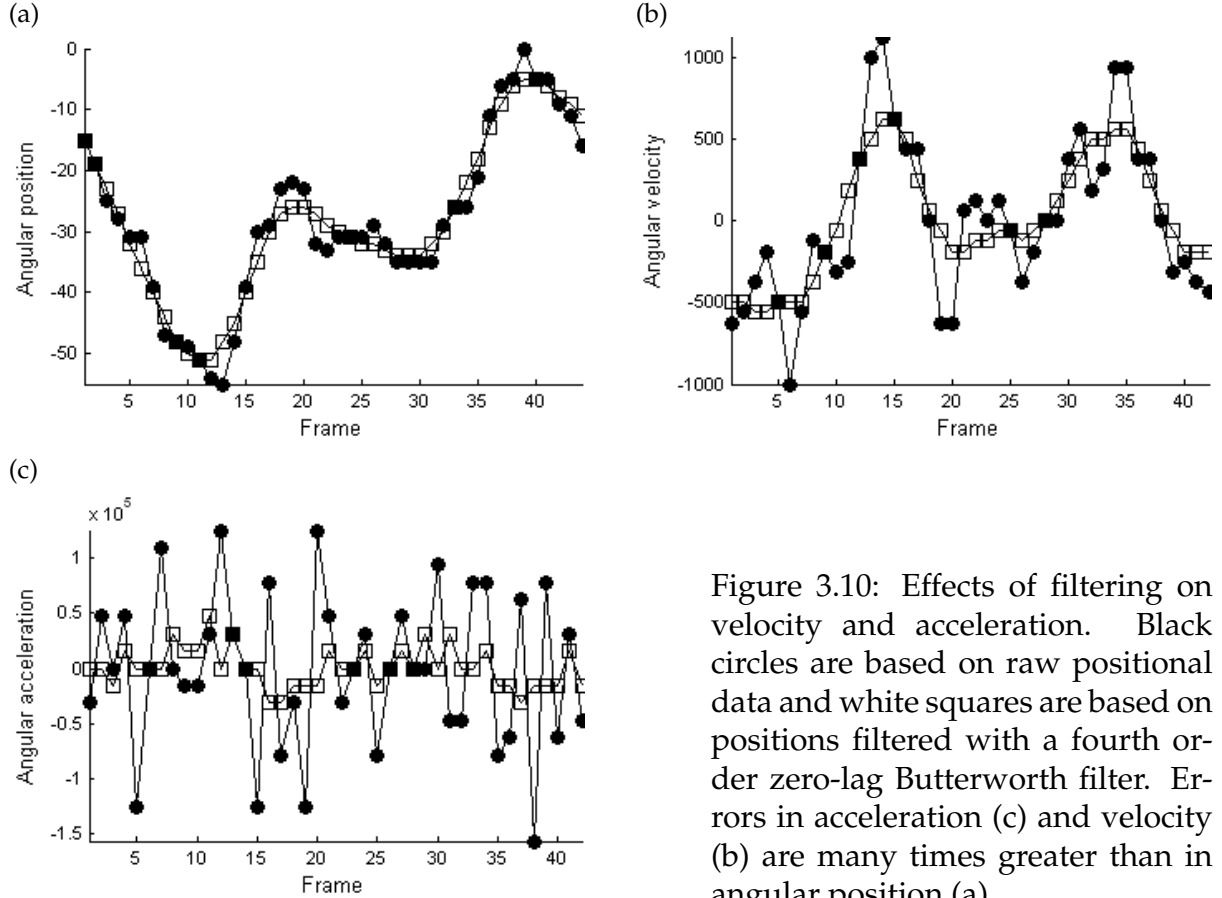 (a)
0
-10
-20
-30
-40
-50
Angular position
5 10 15 20 25 30 35 40
Frame
(b)
1000
500
0
-500
-1000
Angular velocity
5 10 15 20 25 30 35 40
Frame
(c)
x 10^5
1
0.5
0
-0.5
-1
-1.5
Angular acceleration
5 10 15 20 25 30 35 40
Frame
Figure 3.10: Effects of filtering on
velocity and acceleration. Black
circles are based on raw positional
data and white squares are based on
positions filtered with a fourth or-
der zero-lag Butterworth filter. Er-
rors in acceleration (c) and velocity
(b) are many times greater than in
angular position (a)